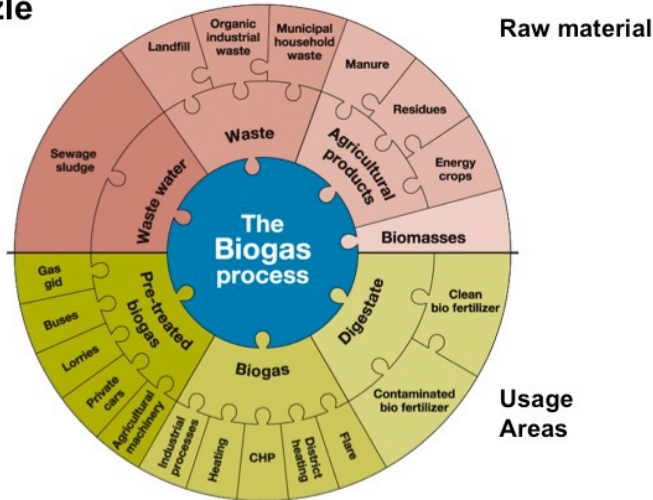 zle
Raw material
Organic
industrial
waste
Municipal
household
waste
Landfill
Manure
Residues
Energy
crops
Sewage
sludge
Waste
Agricultural
products
Waste water
Biomasses
The
Biogas
process
Gas
gid
Buses
Lorries
Private
cars
Agricultural
machinery
Pre-treated
biogas
Biogas
Digestate
Clean
bio fertilizer
Contaminated
bio fertilizer
Industrial
processes
Heating
CHP
District
heating
Flare
Usage
Areas